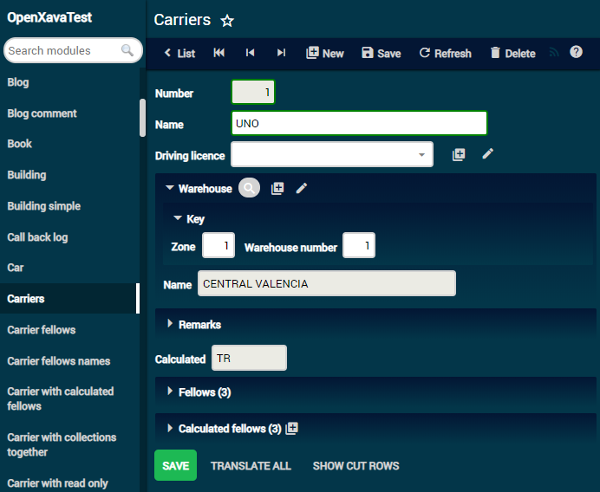 OpenXavaTest
Search modules
Blog
Blog comment
Book
Building
Building simple
Call back log
Car
Carriers
Carrier fellows
Carrier fellows names
Carrier with calculated
fellows
Carrier with collections
together
Carrier with read only
Carriers
List New Save Refresh Delete ?
Number 1
Name UNO
Driving licence
Warehouse
Key
Zone 1 Warehouse number 1
Name CENTRAL VALENCIA
Remarks
Calculated TR
Fellows (3)
Calculated fellows (3)
SAVE TRANSLATE ALL SHOW CUT ROWS